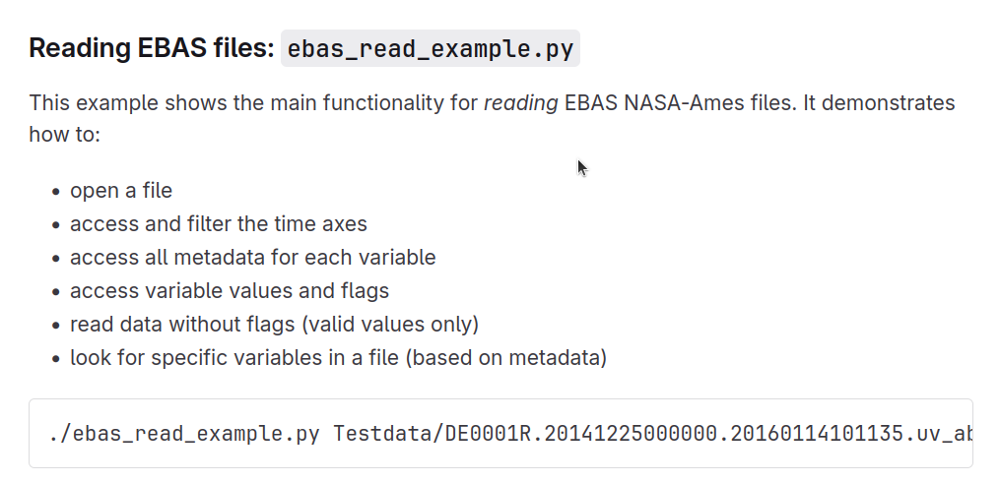 Reading EBAS files: ebas_read_example.py
This example shows the main functionality for reading EBAS NASA-Ames files. It demonstrates
how to:
• open a file
• access and filter the time axes
• access all metadata for each variable
• access variable values and flags
• read data without flags (valid values only)
• look for specific variables in a file (based on metadata)
./ebas_read_example.py Testdata/DE0001R.20141225000000.20160114101135.uv_ab